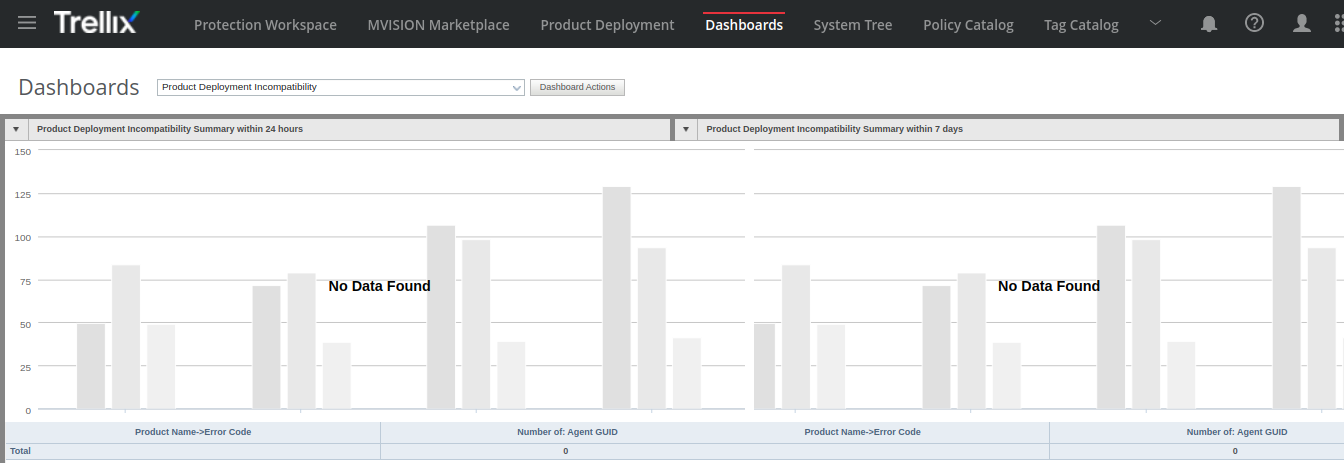 Trellix Protection Workspace MVISION Marketplace Product Deployment Dashboards System Tree Policy Catalog Tag Catalog
Dashboards Product Deployment Incompatibility Dashboard Actions
Product Deployment Incompatibility Summary within 24 hours
150
125
100
75
50
25
0
No Data Found
Product Name->Error Code Number of: Agent GUID
Total 0
Product Deployment Incompatibility Summary within 7 days
No Data Found
Product Name->Error Code Number of: Agent GUID
0